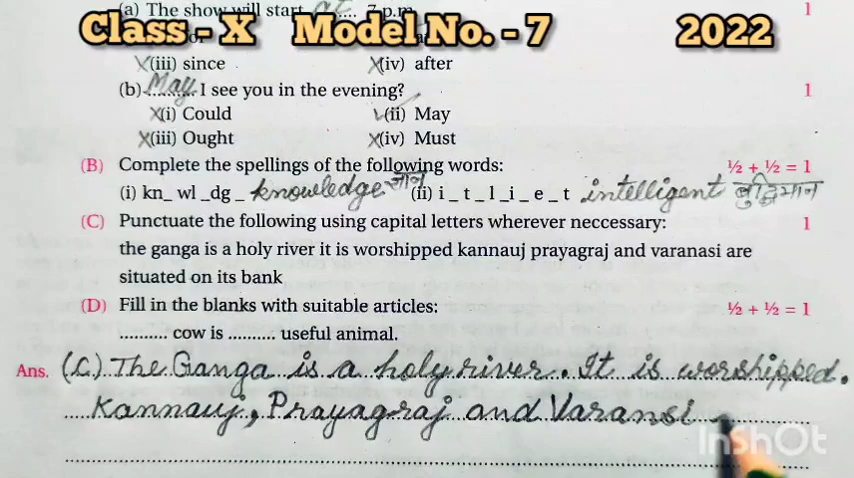 (a) The show will start at .... 7 p.m.
Class - X Model No. - 7 2022
1
(iii) since (iv) after
(b) ...May... I see you in the evening? 1
(i) Could (ii) May
(iii) Ought (iv) Must
(B) Complete the spellings of the following words: ½ + ½ = 1
(i) kn_ wl _dg _ knowledge ज्ञान (ii) i _ t _ l _i _ e _ t intelligent बुद्धिमान
(C) Punctuate the following using capital letters wherever neccessary: 1
the ganga is a holy river it is worshipped kannauj prayagraj and varanasi are
situated on its bank
(D) Fill in the blanks with suitable articles: ½ + ½ = 1
.......... cow is .......... useful animal.
Ans. (C) The Ganga is a holy river. It is worshipped.
Kannauj, Prayagraj and Varansi
InShOt